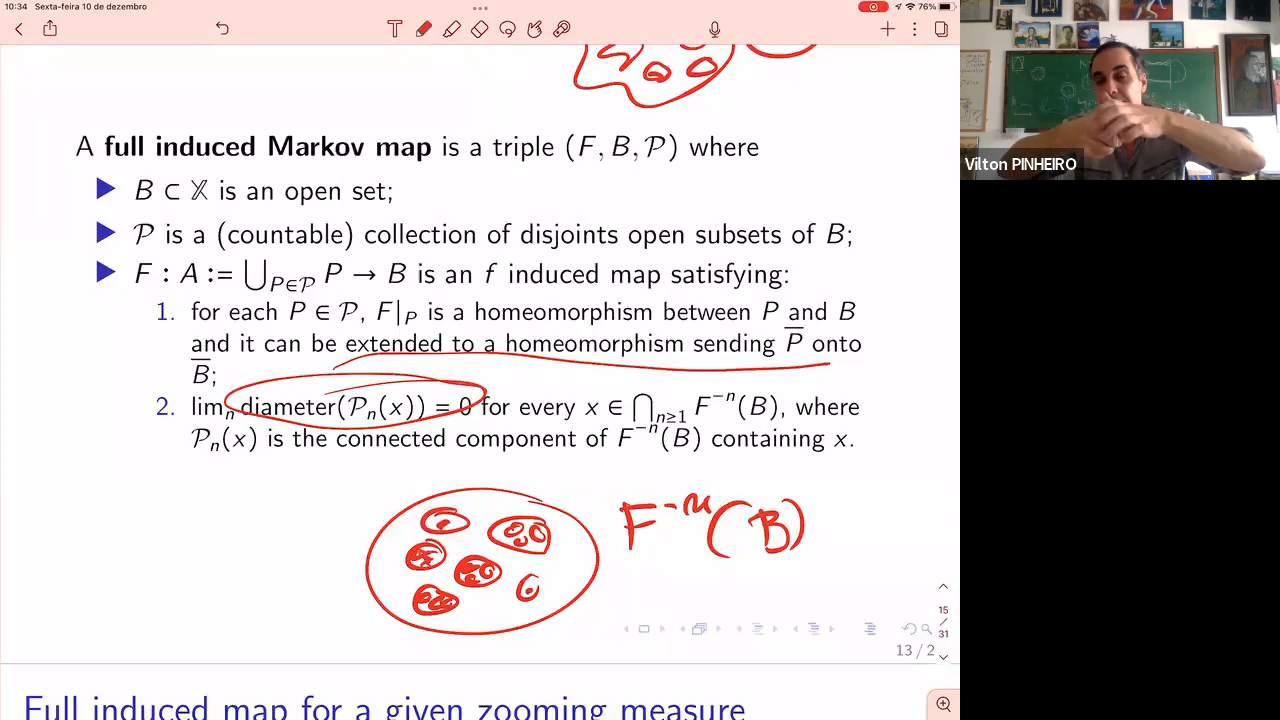 10:34 Sexta-feira 10 de dezembro
76%
T
Vilton PINHEIRO
A full induced Markov map is a triple (F, B, 𝒫) where
▶ B ⊂ 𝕏 is an open set;
▶ 𝒫 is a (countable) collection of disjoints open subsets of B;
▶ F : A := ⋃_{P∈𝒫} P → B is an f induced map satisfying:
1. for each P ∈ 𝒫, F|_P is a homeomorphism between P and B
and it can be extended to a homeomorphism sending P̅ onto
B̅;
2. lim_n diameter(𝒫_n(x)) = 0 for every x ∈ ⋂_{n≥1} F^{-n}(B), where
𝒫_n(x) is the connected component of F^{-n}(B) containing x.
F^{-n}(B)
15
/
31
13 / 2
Full induced map for a given zooming measure